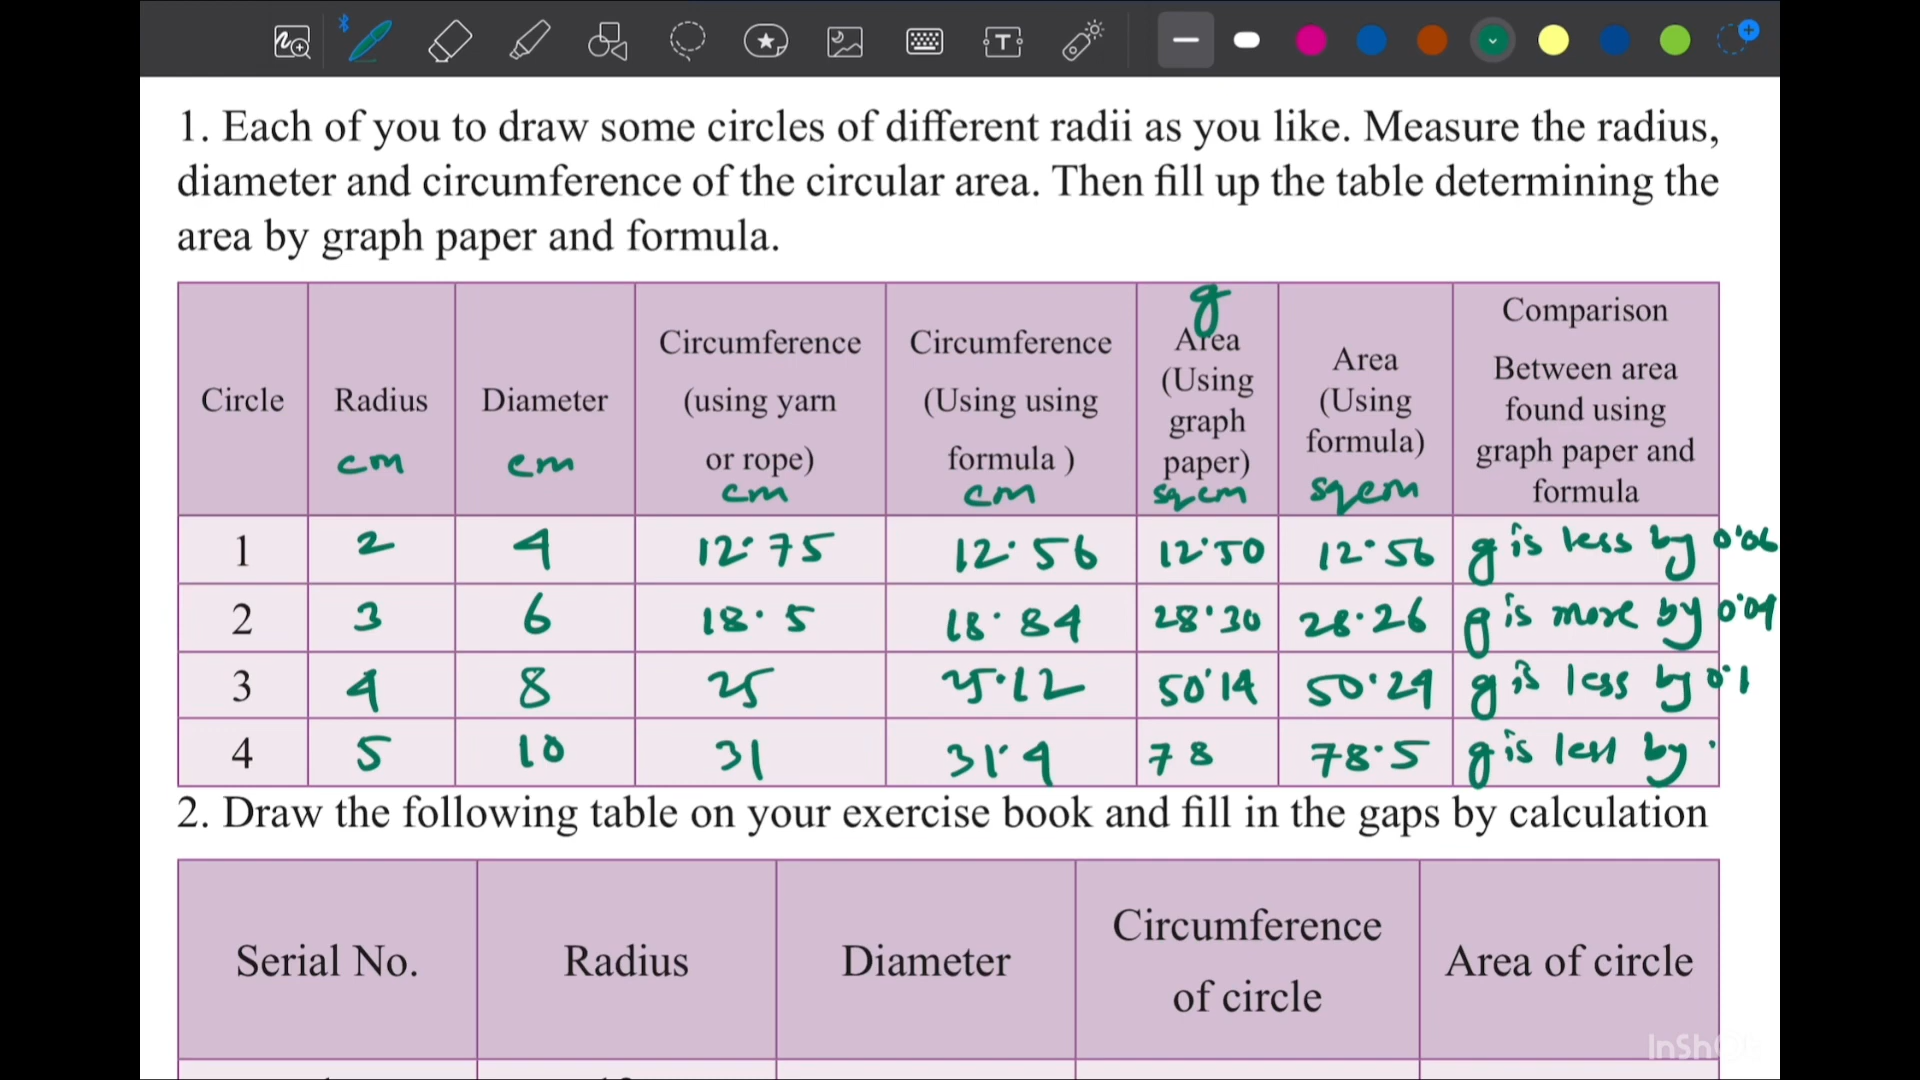 1. Each of you to draw some circles of different radii as you like. Measure the radius,
diameter and circumference of the circular area. Then fill up the table determining the
area by graph paper and formula.
Circle
Radius
cm
Diameter
cm
Circumference
(using yarn
or rope)
cm
Circumference
(Using using
formula )
cm
g
Area
(Using
graph
paper)
sqcm
Area
(Using
formula)
sqcm
Comparison
Between area
found using
graph paper and
formula
1 2 4 12.75 12.56 12.50 12.56 g is less by 0.06
2 3 6 18.5 18.84 28.30 28.26 g is more by 0.04
3 4 8 25 25.12 50.14 50.24 g is less by 0.1
4 5 10 31 31.4 78 78.5 g is less by .
2. Draw the following table on your exercise book and fill in the gaps by calculation
Serial No.
Radius
Diameter
Circumference
of circle
Area of circle